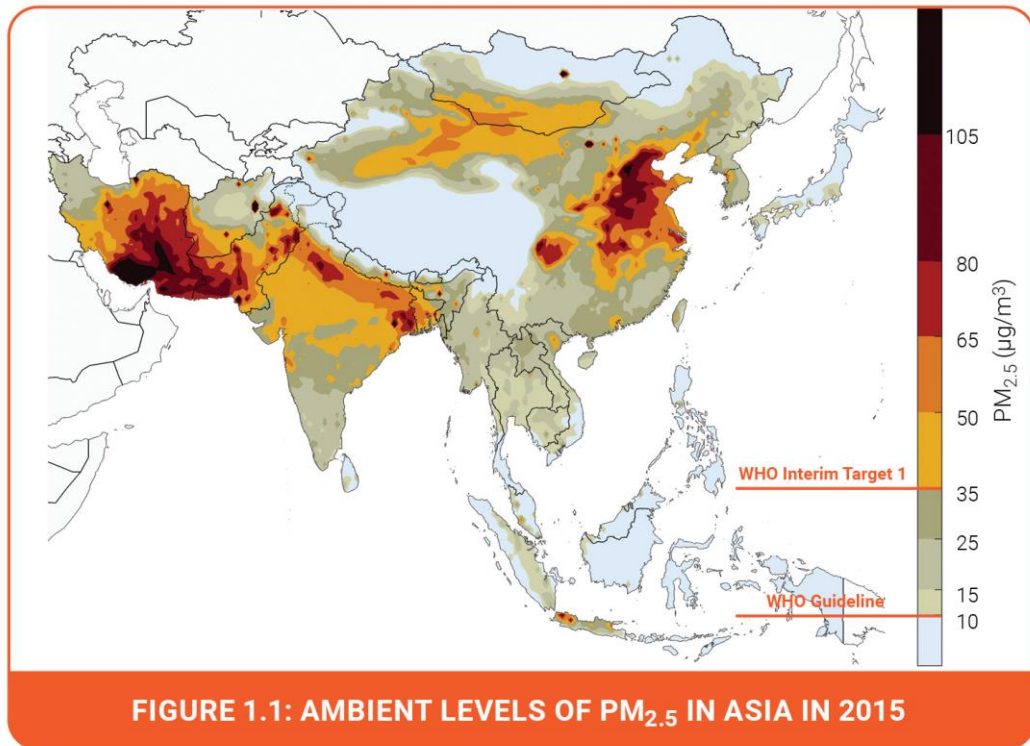 105
80
65
50
35
25
15
10
PM2.5 (µg/m³)
WHO Interim Target 1
WHO Guideline
FIGURE 1.1: AMBIENT LEVELS OF PM2.5 IN ASIA IN 2015